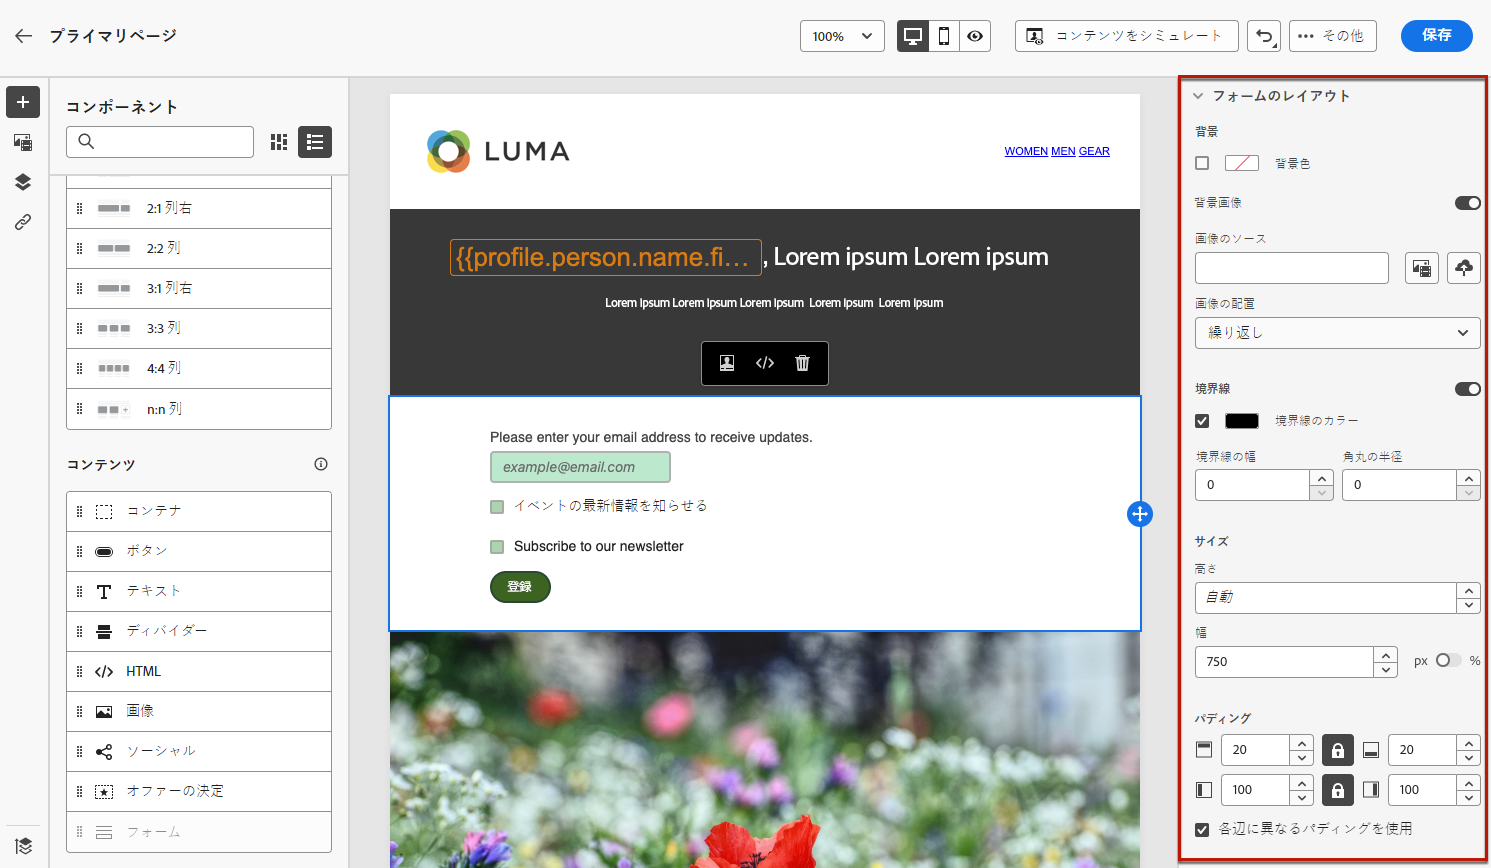 プライマリページ
100%
コンテンツをシミュレート
その他
保存
コンポーネント
2:1 列右
2:2 列
3:1 列右
3:3 列
4:4 列
n:n 列
コンテンツ
コンテナ
ボタン
テキスト
ディバイダー
HTML
画像
ソーシャル
オファーの決定
フォーム
LUMA
WOMEN MEN GEAR
{{profile.person.name.fi... , Lorem ipsum Lorem ipsum
Lorem Ipsum Lorem Ipsum Lorem Ipsum Lorem Ipsum Lorem Ipsum
Please enter your email address to receive updates.
example@email.com
イベントの最新情報を知らせる
Subscribe to our newsletter
登録
フォームのレイアウト
背景
背景色
背景画像
画像のソース
画像の配置
繰り返し
境界線
境界線のカラー
境界線の幅 角丸の半径
0 0
サイズ
高さ
自動
幅
750 px %
パディング
20 20
100 100
各辺に異なるパディングを使用